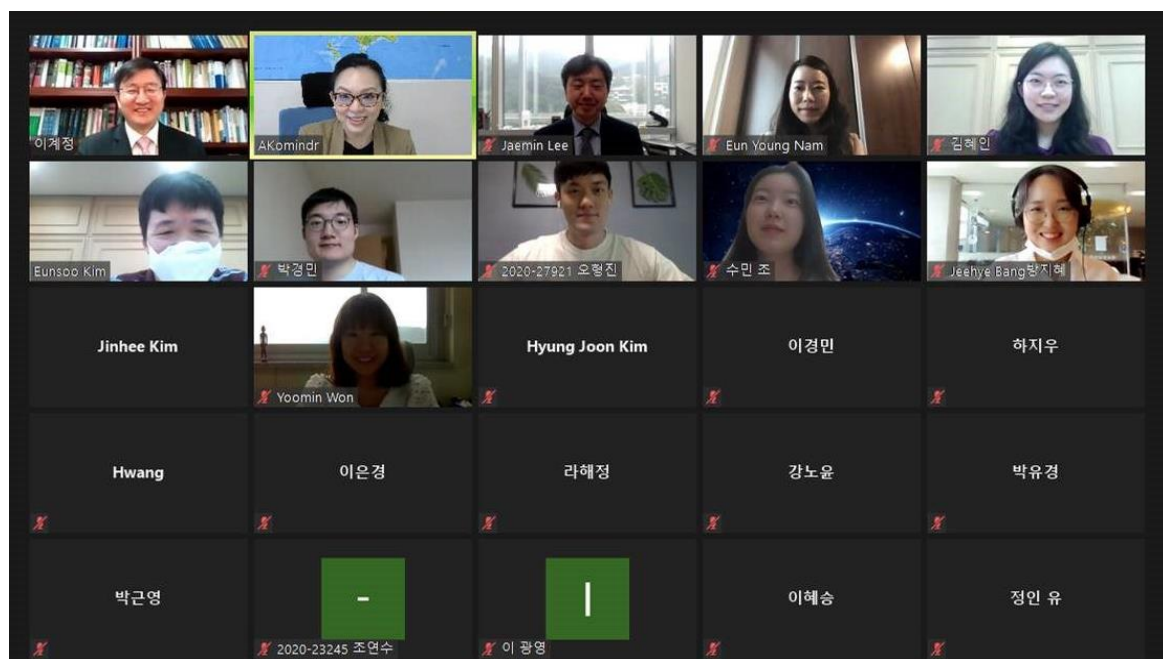 이계정
AKomindr
Jaemin Lee
Eun Young Nam
김혜인
Eunsoo Kim
박경민
2020-27921 오형진
수민 조
Jeehye Bang방지혜
Jinhee Kim
Yoomin Won
Hyung Joon Kim
이경민
하지우
Hwang
이은경
라해정
강노윤
박유경
박근영
-
2020-23245 조연수
이
이 광영
이혜승
정인 유